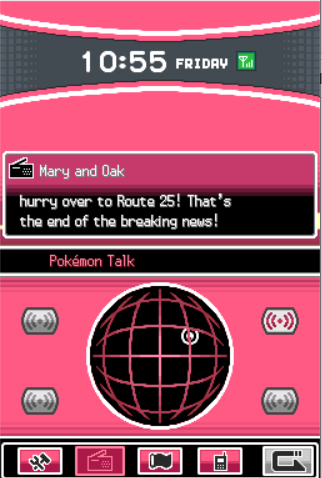 10:55 FRIDAY
Mary and Oak
hurry over to Route 25! That's
the end of the breaking news!
Pokémon Talk